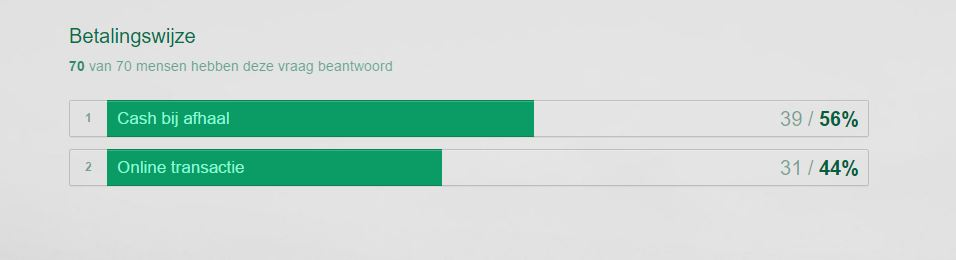 Betalingswijze
70 van 70 mensen hebben deze vraag beantwoord
1 Cash bij afhaal 39 / 56%
2 Online transactie 31 / 44%